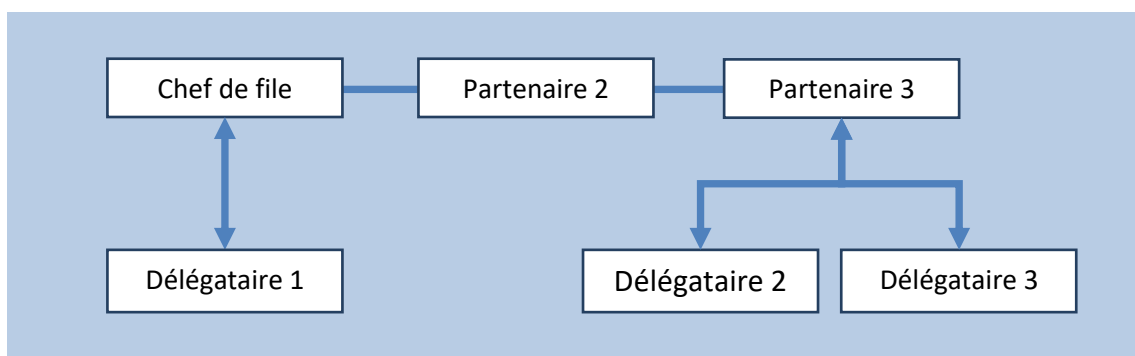 Chef de file
Partenaire 2
Partenaire 3
Délégataire 1
Délégataire 2
Délégataire 3